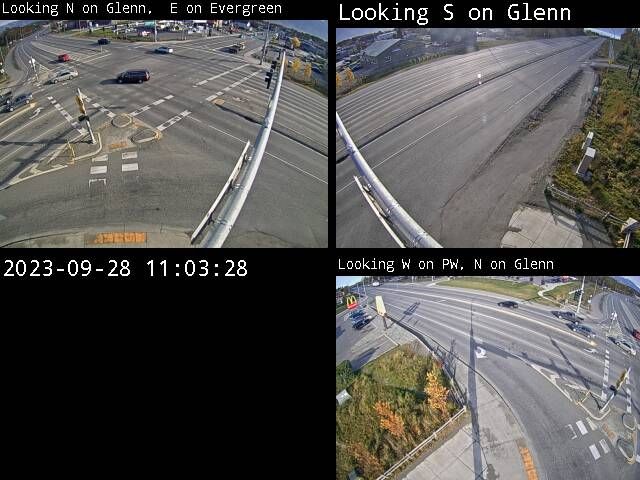 Looking N on Glenn, E on Evergreen
Looking S on Glenn
2023-09-28 11:03:28
Looking W on PW, N on Glenn